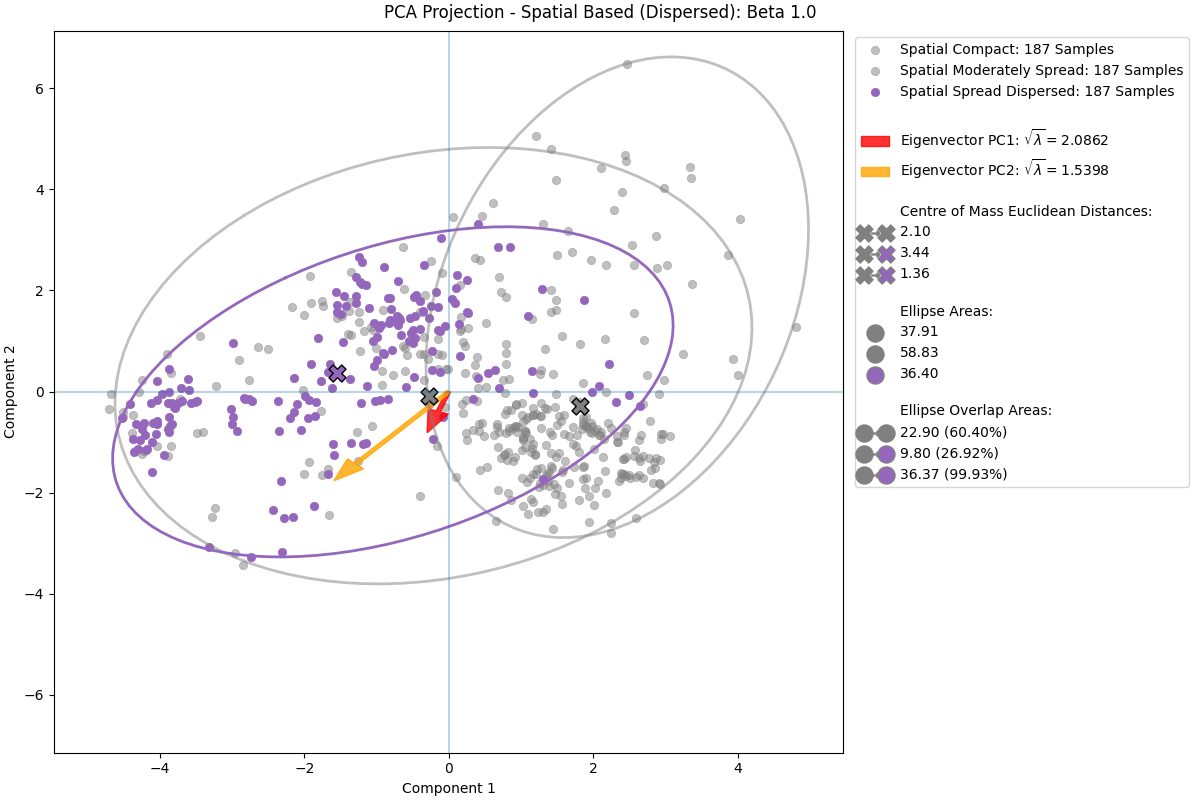 PCA Projection - Spatial Based (Dispersed): Beta 1.0
Spatial Compact: 187 Samples
Spatial Moderately Spread: 187 Samples
Spatial Spread Dispersed: 187 Samples
Eigenvector PC1: √λ = 2.0862
Eigenvector PC2: √λ = 1.5398
Centre of Mass Euclidean Distances:
2.10
3.44
1.36
Ellipse Areas:
37.91
58.83
36.40
Ellipse Overlap Areas:
22.90 (60.40%)
9.80 (26.92%)
36.37 (99.93%)
Component 2
6
4
2
0
−2
−4
−6
−4 −2 0 2 4
Component 1